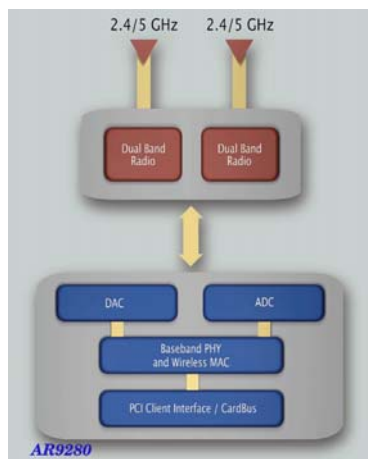 2.4/5 GHz 2.4/5 GHz
Dual Band
Radio
Dual Band
Radio
DAC
ADC
Baseband PHY
and Wireless MAC
PCI Client Interface / CardBus
AR9280